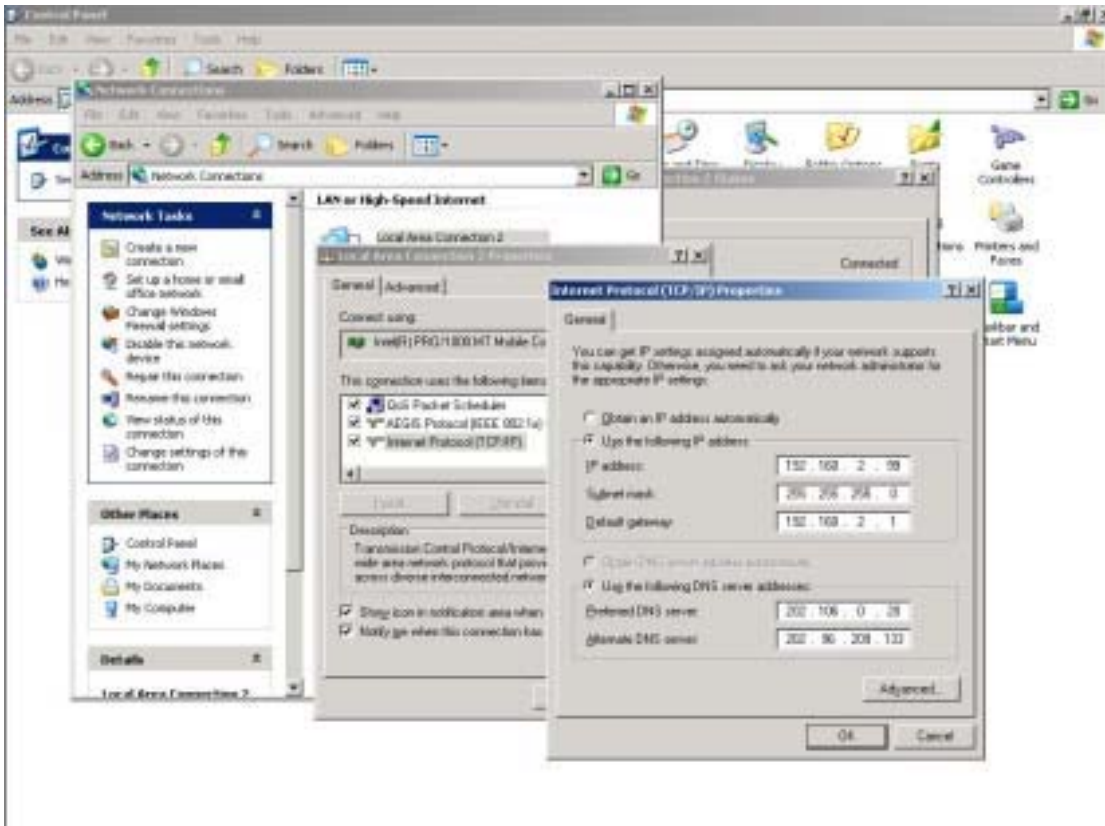 Control Panel
File Edit View Favorites Tools Help
Back Search Folders
Address Go
Network Connections
File Edit View Favorites Tools Advanced Help
Back Search Folders
Address Network Connections Go
Network Tasks
Create a new
connection
Set up a home or small
office network
Change Windows
Firewall settings
Disable this network
device
Repair this connection
Rename this connection
View status of this
connection
Change settings of this
connection
Other Places
Control Panel
My Network Places
My Documents
My Computer
Details
Local Area Connection 2
LAN or High-Speed Internet
Local Area Connection 2
See Al
Game
Controllers
Printers and
Faxes
Connected
Local Area Connection 2 Properties
General Advanced
Connect using:
Intel(R) PRO/1000 MT Mobile Co
This connection uses the following items
QoS Packet Scheduler
AEGIS Protocol (IEEE 802.1x)
Internet Protocol (TCP/IP)
Description
Transmission Control Protocol/Interne
wide area network protocol that provi
across diverse interconnected networ
Show icon in notification area when
Notify me when this connection has
Internet Protocol (TCP/IP) Properties
General
You can get IP settings assigned automatically if your network supports
this capability. Otherwise, you need to ask your network administrator for
the appropriate IP settings.
Obtain an IP address automatically
Use the following IP address:
IP address: 192 . 168 . 2 . 99
Subnet mask: 255 . 255 . 255 . 0
Default gateway: 192 . 168 . 2 . 1
Obtain DNS server address automatically
Use the following DNS server addresses:
Preferred DNS server: 202 . 106 . 0 . 20
Alternate DNS server: 202 . 96 . 209 . 133
Advanced...
OK Cancel